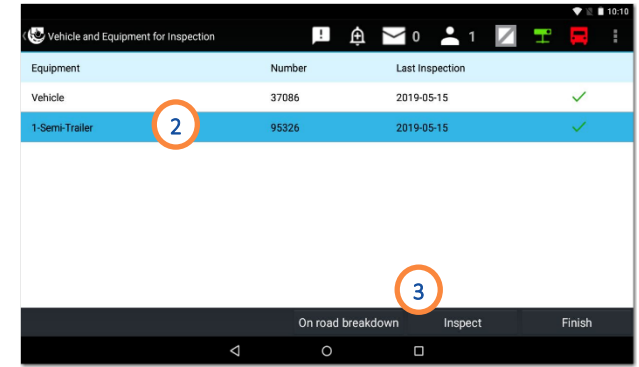 10:10
Vehicle and Equipment for Inspection 0 1
Equipment Number Last Inspection
Vehicle 37086 2019-05-15
1-Semi-Trailer 2 95326 2019-05-15
3
On road breakdown Inspect Finish